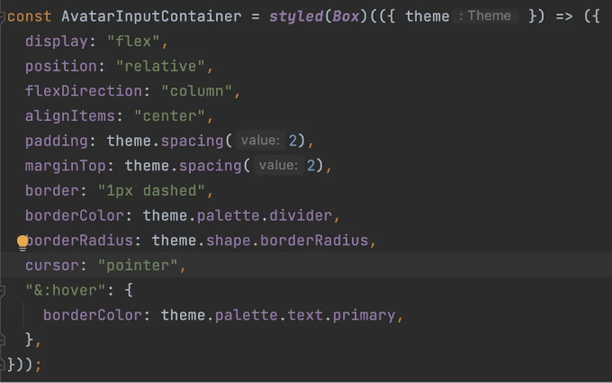 const AvatarInputContainer = styled(Box)(({ theme : Theme }) => ({
  display: "flex",
  position: "relative",
  flexDirection: "column",
  alignItems: "center",
  padding: theme.spacing( value: 2),
  marginTop: theme.spacing( value: 2),
  border: "1px dashed",
  borderColor: theme.palette.divider,
  borderRadius: theme.shape.borderRadius,
  cursor: "pointer",
  "&:hover": {
    borderColor: theme.palette.text.primary,
  },
}));